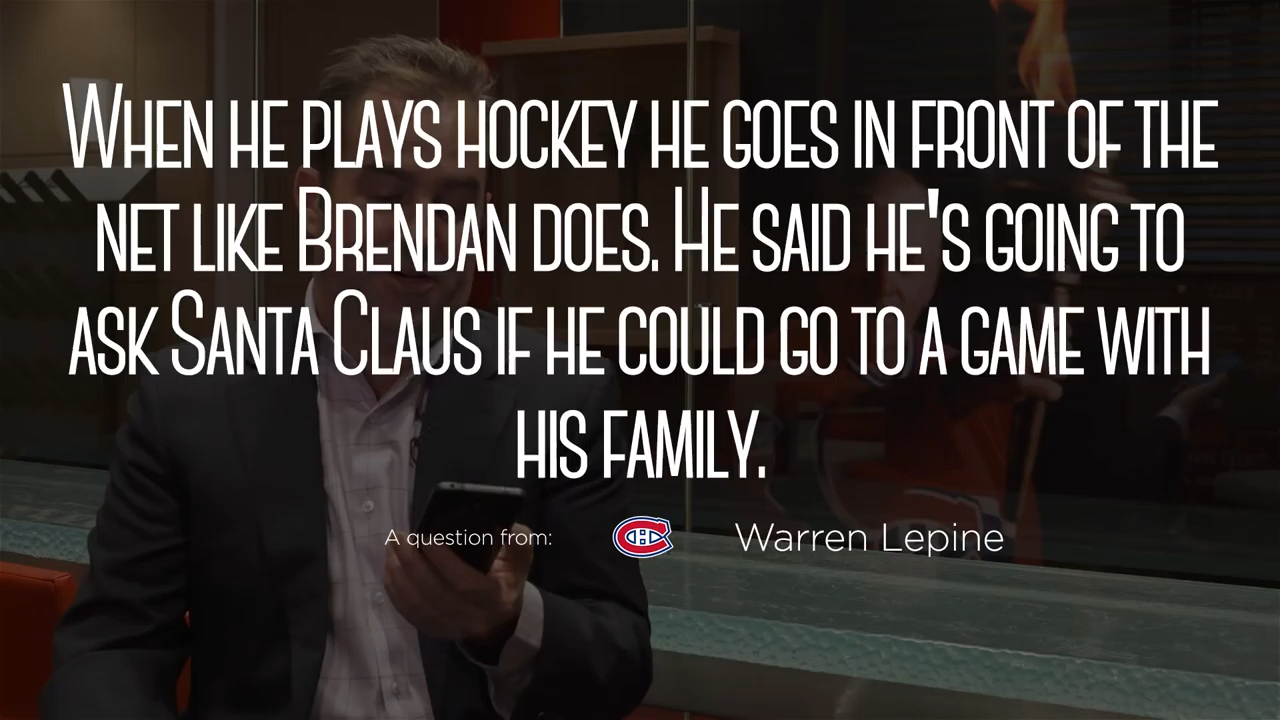 When he plays hockey he goes in front of the
net like Brendan does. He said he's going to
ask Santa Claus if he could go to a game with
his family.
A question from: CH Warren Lepine